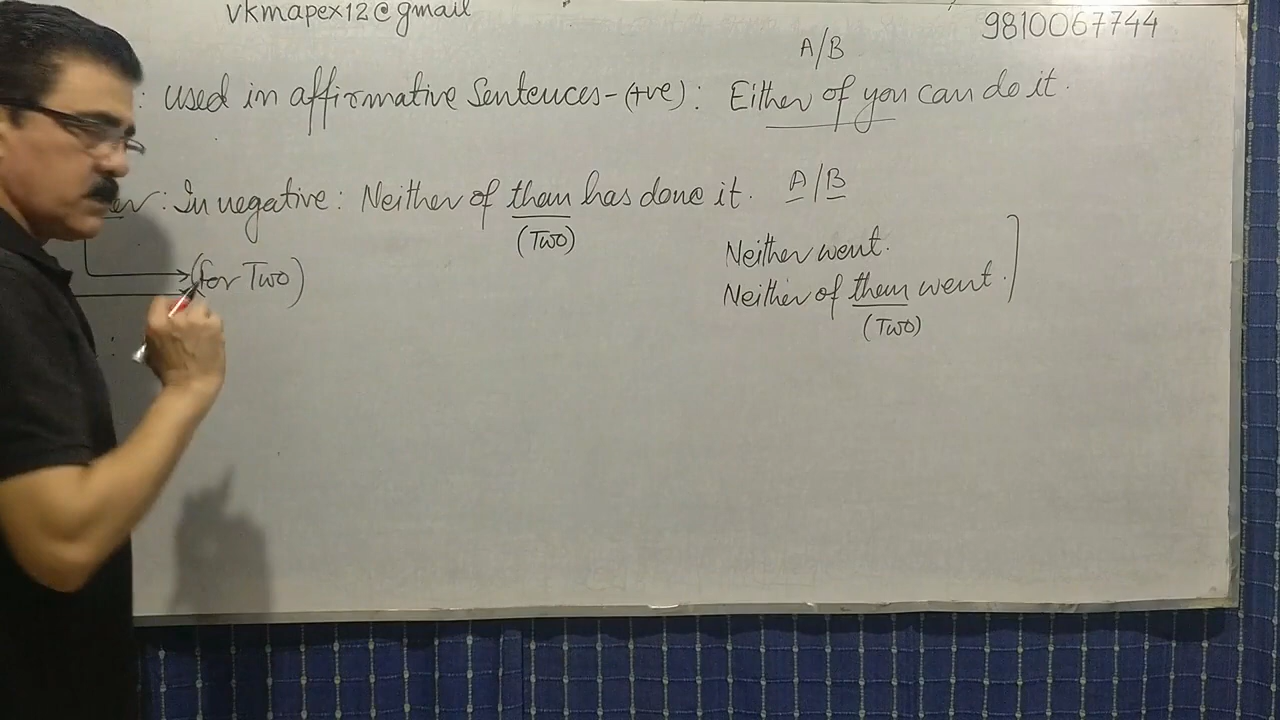 vkmapex12@gmail
9810067744
A/B
: used in affirmative Sentences-(+ve): Either of you can do it.
er: In negative: Neither of them has done it. A/B
(Two)
(for Two)
Neither went.
Neither of them went.
(Two)